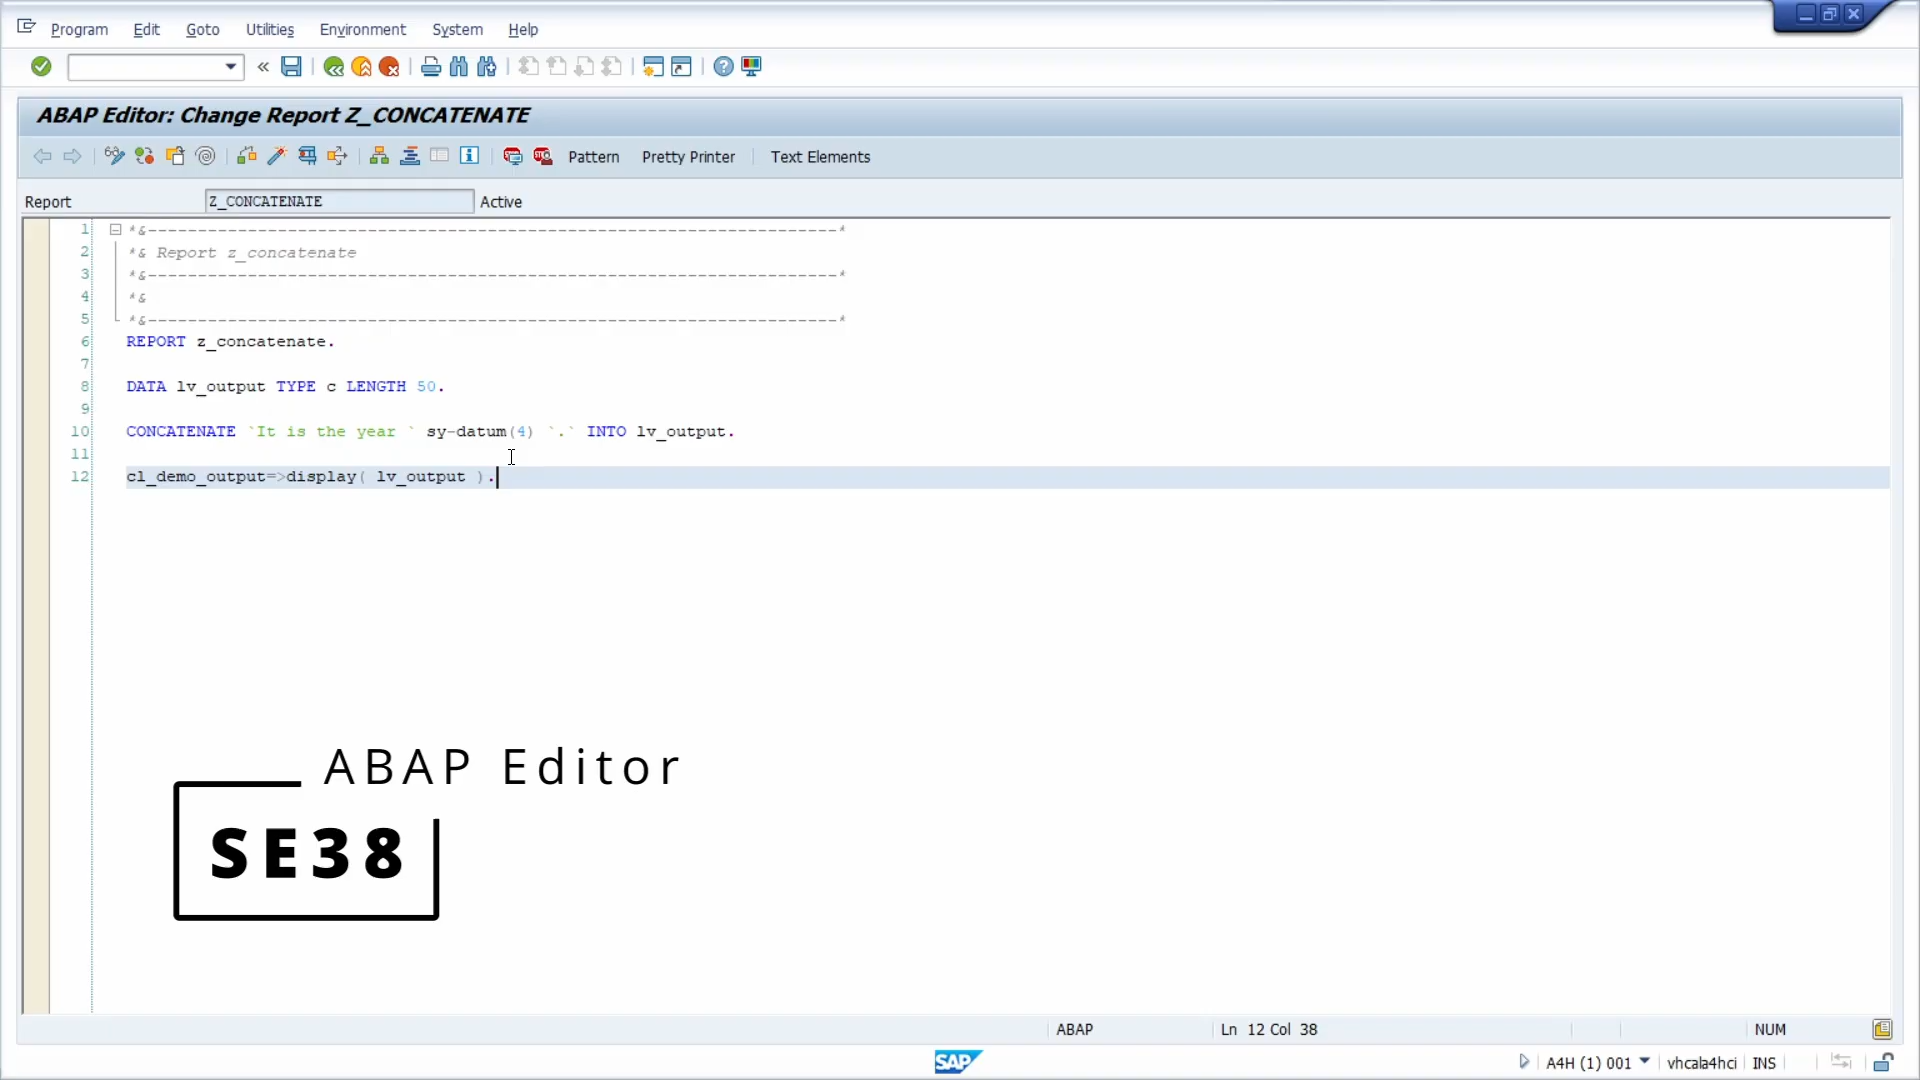 Program Edit Goto Utilities Environment System Help
ABAP Editor: Change Report Z_CONCATENATE
Pattern Pretty Printer Text Elements
Report Z_CONCATENATE Active
1 *&---------------------------------------------------------------------*
2 *& Report z_concatenate
3 *&---------------------------------------------------------------------*
4 *&
5 *&---------------------------------------------------------------------*
6 REPORT z_concatenate.
7
8 DATA lv_output TYPE c LENGTH 50.
9
10 CONCATENATE `It is the year ` sy-datum(4) `.` INTO lv_output.
11
12 cl_demo_output=>display( lv_output ).
ABAP Editor
SE38
ABAP Ln 12 Col 38 NUM
SAP A4H (1) 001 vhcala4hci INS